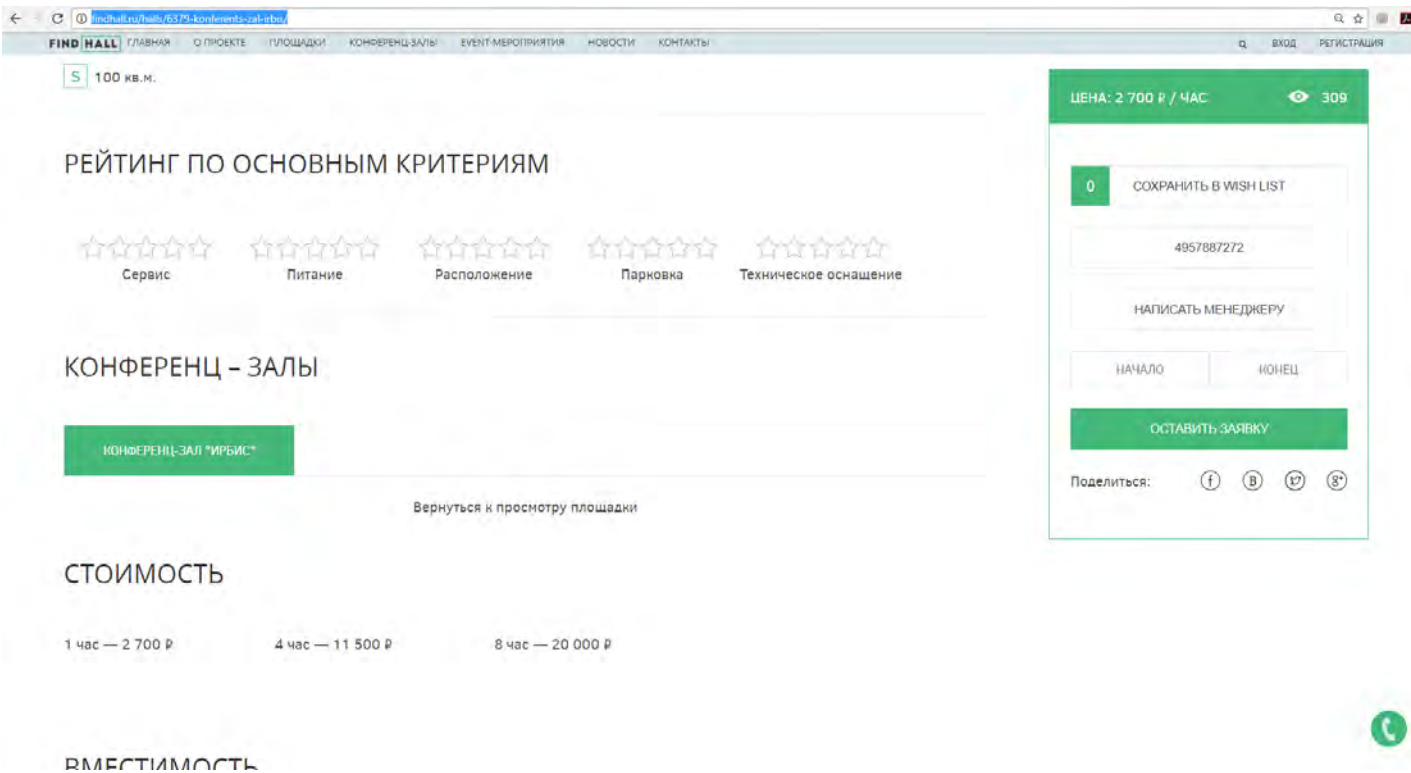 findhall.ru/halls/6379-konferents-zal-irbis/
FIND HALL ГЛАВНАЯ О ПРОЕКТЕ ПЛОЩАДКИ КОНФЕРЕНЦ-ЗАЛЫ EVENT-МЕРОПРИЯТИЯ НОВОСТИ КОНТАКТЫ ВХОД РЕГИСТРАЦИЯ
S 100 кв.м.
РЕЙТИНГ ПО ОСНОВНЫМ КРИТЕРИЯМ
Сервис Питание Расположение Парковка Техническое оснащение
КОНФЕРЕНЦ – ЗАЛЫ
КОНФЕРЕНЦ-ЗАЛ "ИРБИС"
Вернуться к просмотру площадки
СТОИМОСТЬ
1 час — 2 700 ₽ 4 час — 11 500 ₽ 8 час — 20 000 ₽
ВМЕСТИМОСТЬ
ЦЕНА: 2 700 ₽ / ЧАС 309
0 СОХРАНИТЬ В WISH LIST
4957887272
НАПИСАТЬ МЕНЕДЖЕРУ
НАЧАЛО КОНЕЦ
ОСТАВИТЬ ЗАЯВКУ
Поделиться: